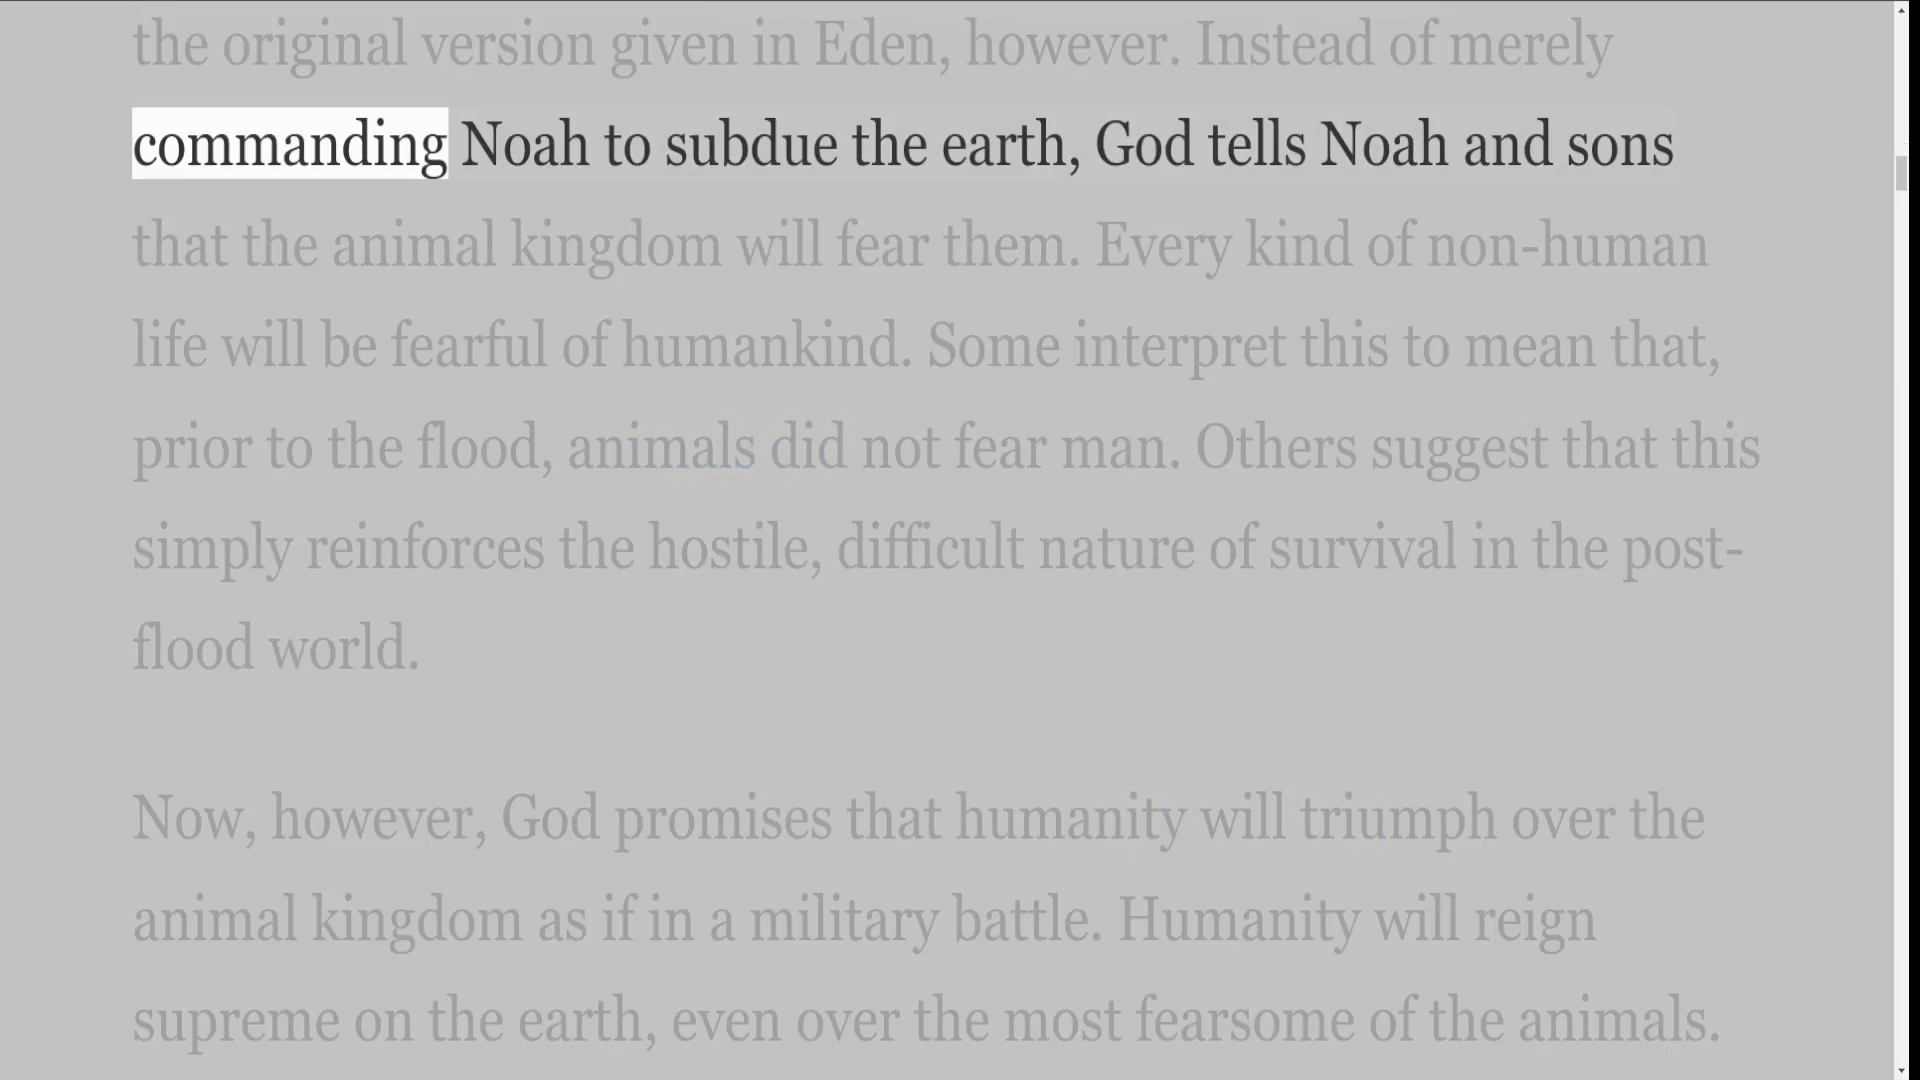 the original version given in Eden, however. Instead of merely
commanding Noah to subdue the earth, God tells Noah and sons
that the animal kingdom will fear them. Every kind of non-human
life will be fearful of humankind. Some interpret this to mean that,
prior to the flood, animals did not fear man. Others suggest that this
simply reinforces the hostile, difficult nature of survival in the post-
flood world.
Now, however, God promises that humanity will triumph over the
animal kingdom as if in a military battle. Humanity will reign
supreme on the earth, even over the most fearsome of the animals.